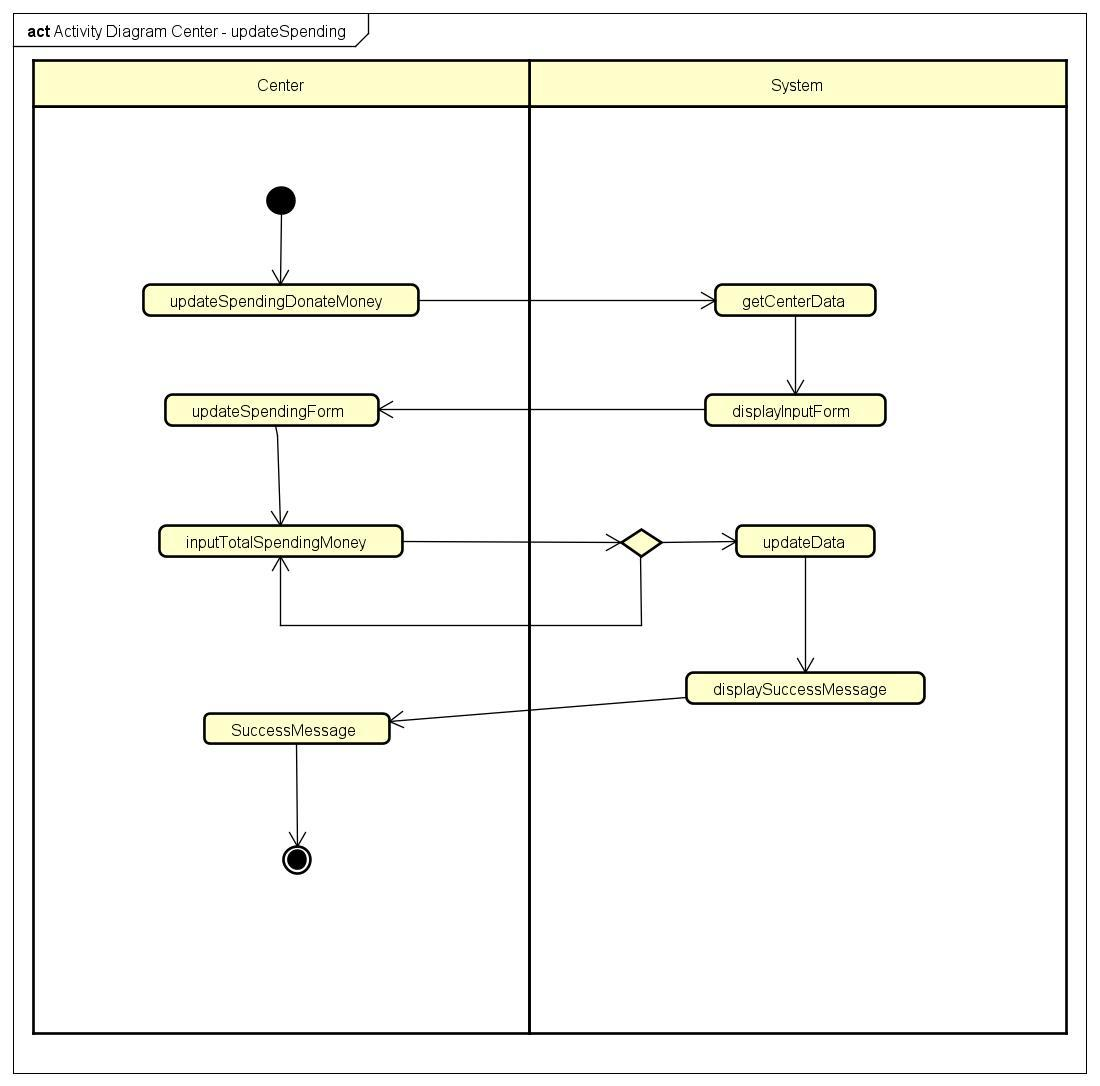 act Activity Diagram Center - updateSpending
Center
System
updateSpendingDonateMoney
getCenterData
updateSpendingForm
displayInputForm
inputTotalSpendingMoney
updateData
displaySuccessMessage
SuccessMessage